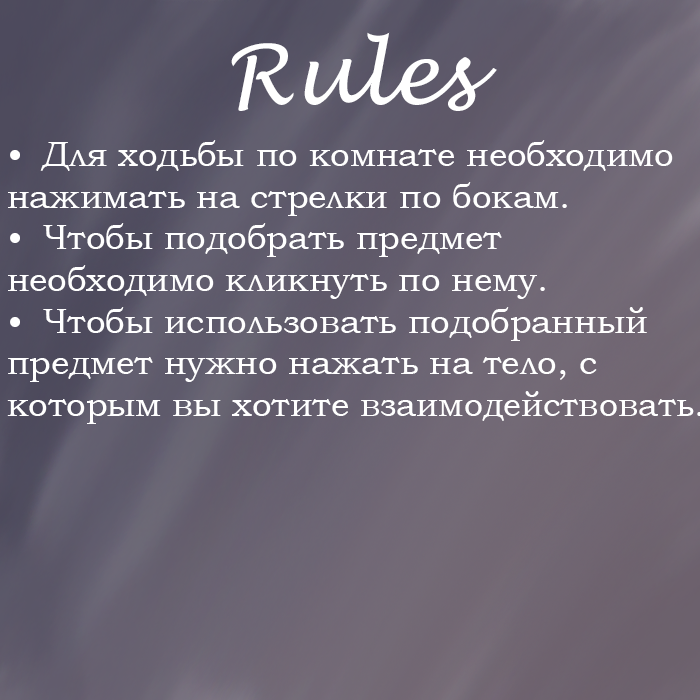 Rules
• Для ходьбы по комнате необходимо
нажимать на стрелки по бокам.
• Чтобы подобрать предмет
необходимо кликнуть по нему.
• Чтобы использовать подобранный
предмет нужно нажать на тело, с
которым вы хотите взаимодействовать.